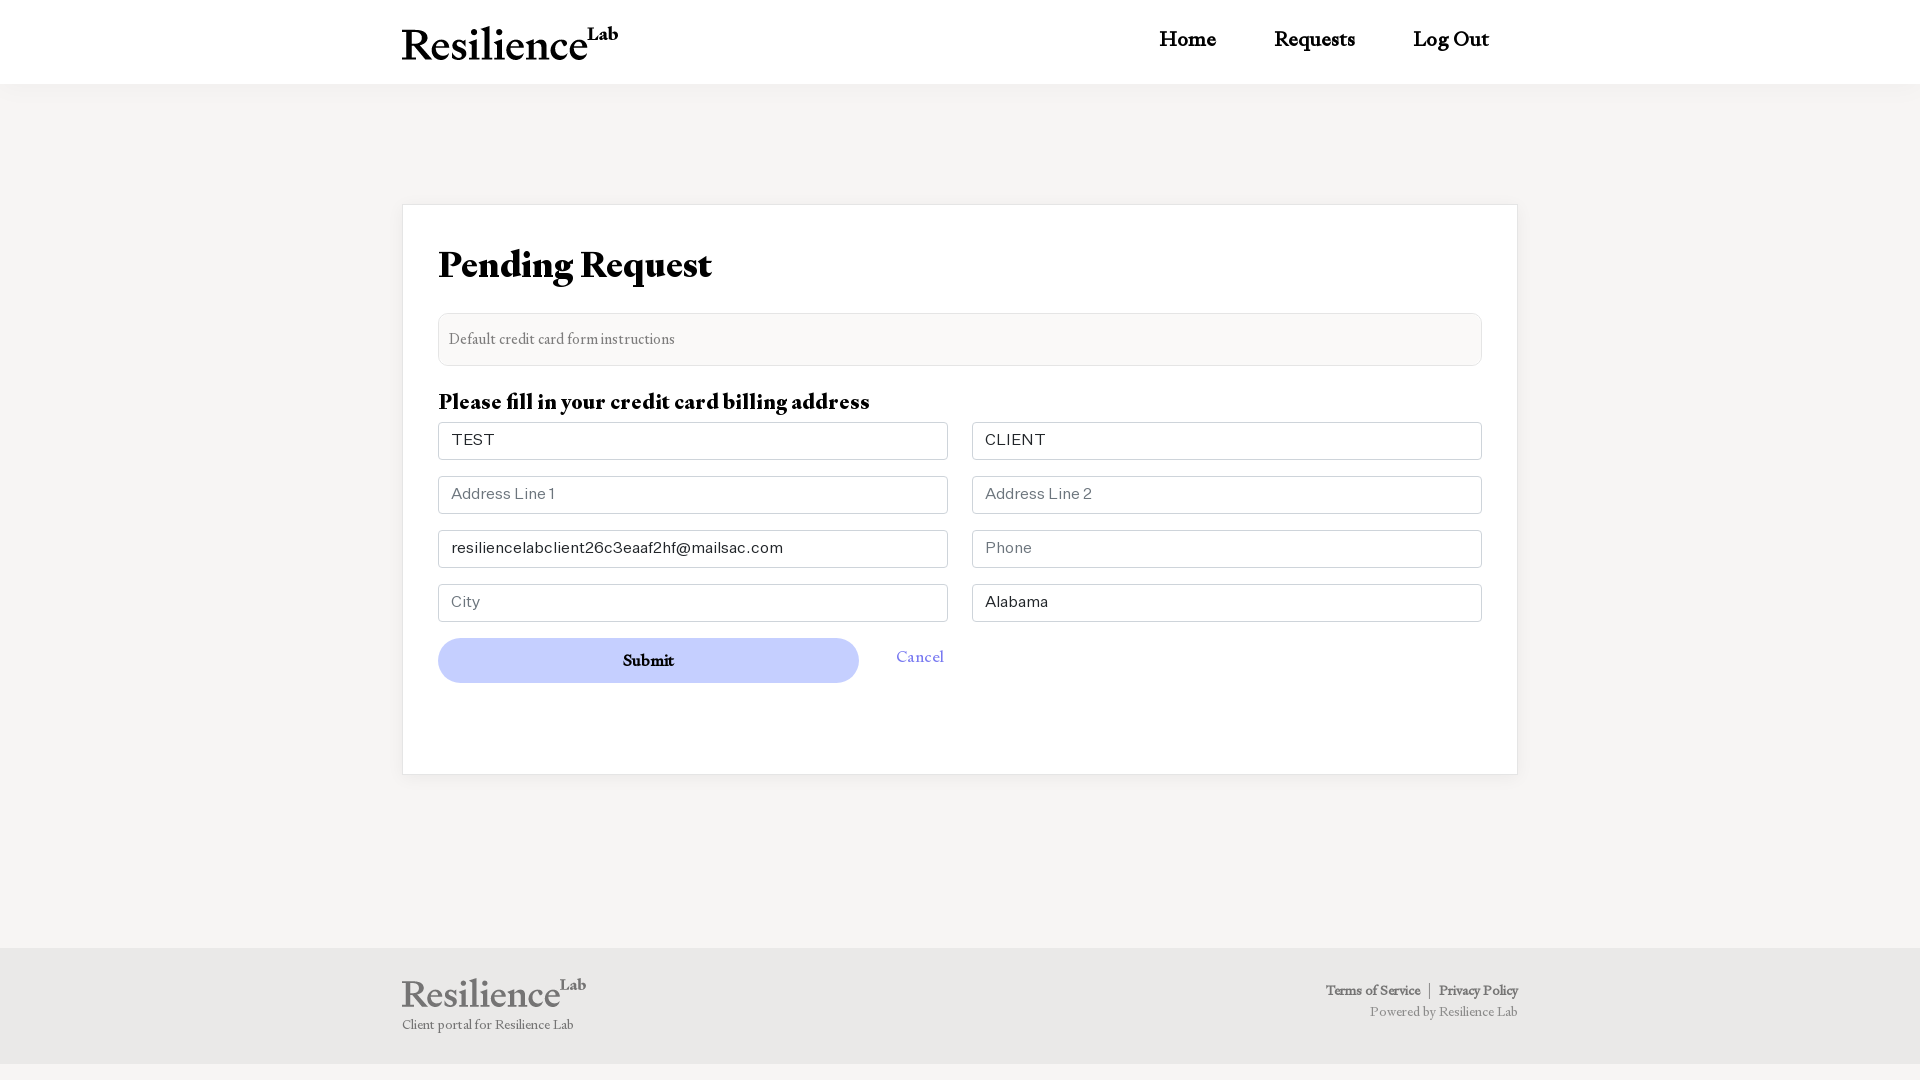 Resilience Lab
Home Requests Log Out
Pending Request
Default credit card form instructions
Please fill in your credit card billing address
TEST CLIENT
Address Line 1 Address Line 2
resiliencelabclient26c3eaaf2hf@mailsac.com Phone
City Alabama
Submit Cancel
Resilience Lab
Client portal for Resilience Lab
Terms of Service | Privacy Policy
Powered by Resilience Lab